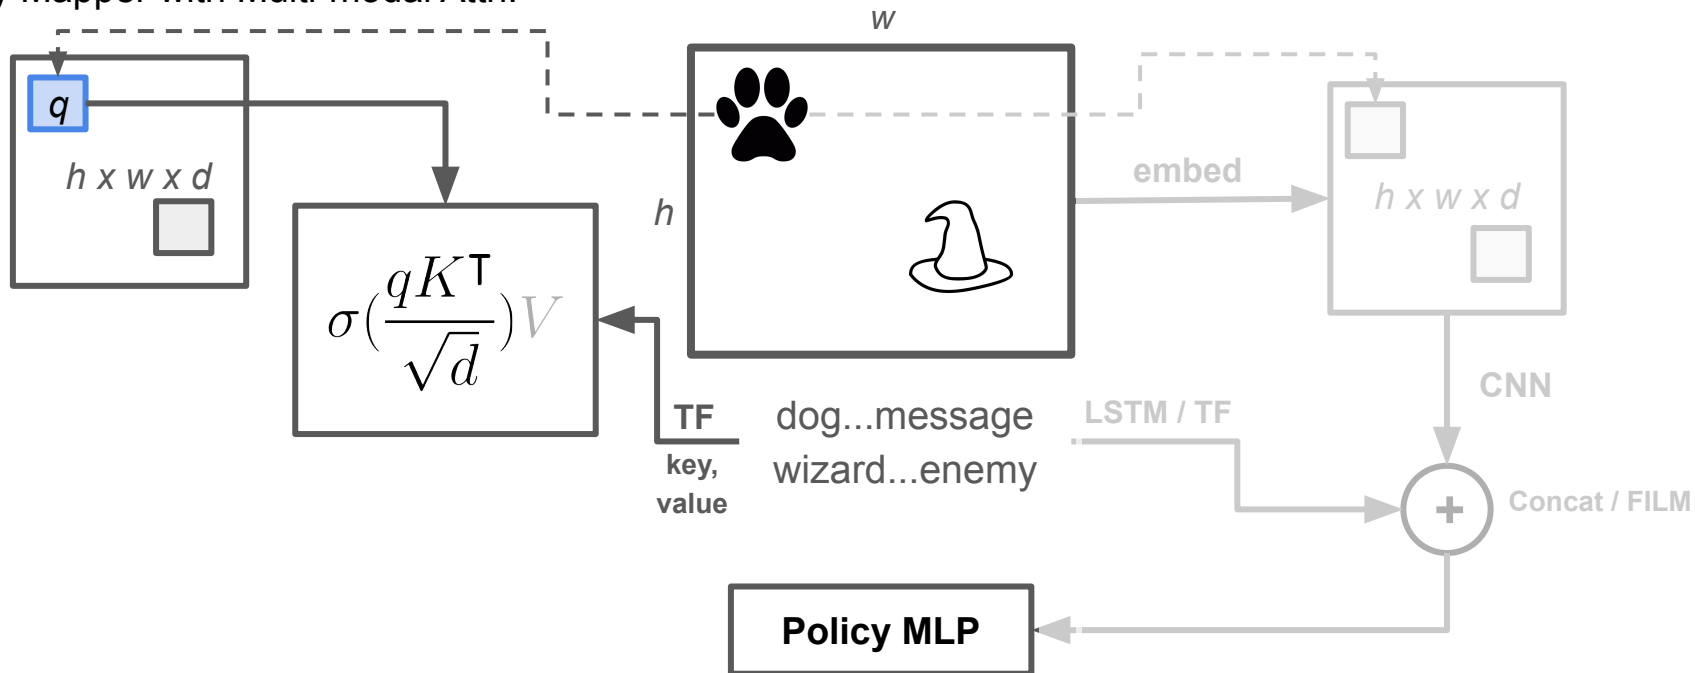 Mapper with Multi-modal Attn.
w
q
h x w x d
h
embed
h x w x d
σ(qK⊤/√d)V
CNN
TF
key,
value
dog...message
wizard...enemy
LSTM / TF
+
Concat / FILM
Policy MLP